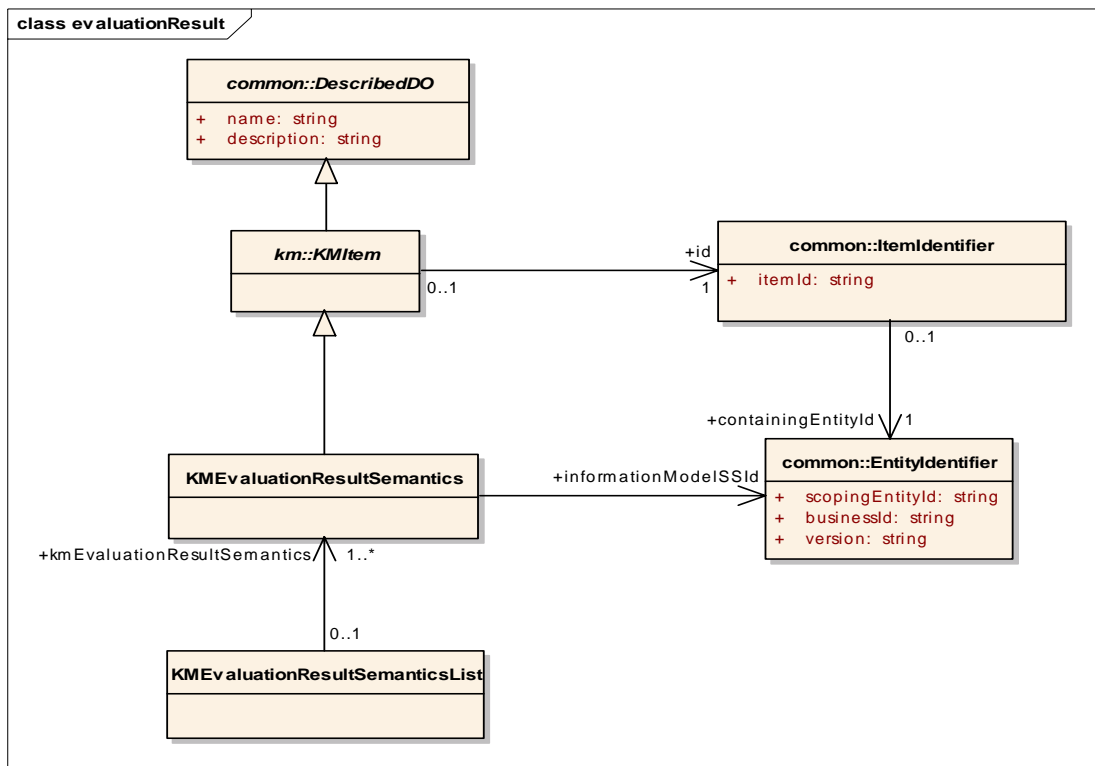 class evaluationResult
common::DescribedDO
+ name: string
+ description: string
km::KMItem
+id
0..1
1
common::ItemIdentifier
+ itemId: string
0..1
+containingEntityId
1
KMEvaluationResultSemantics
+informationModelSSId
common::EntityIdentifier
+ scopingEntityId: string
+ businessId: string
+ version: string
+kmEvaluationResultSemantics
1..*
0..1
KMEvaluationResultSemanticsList